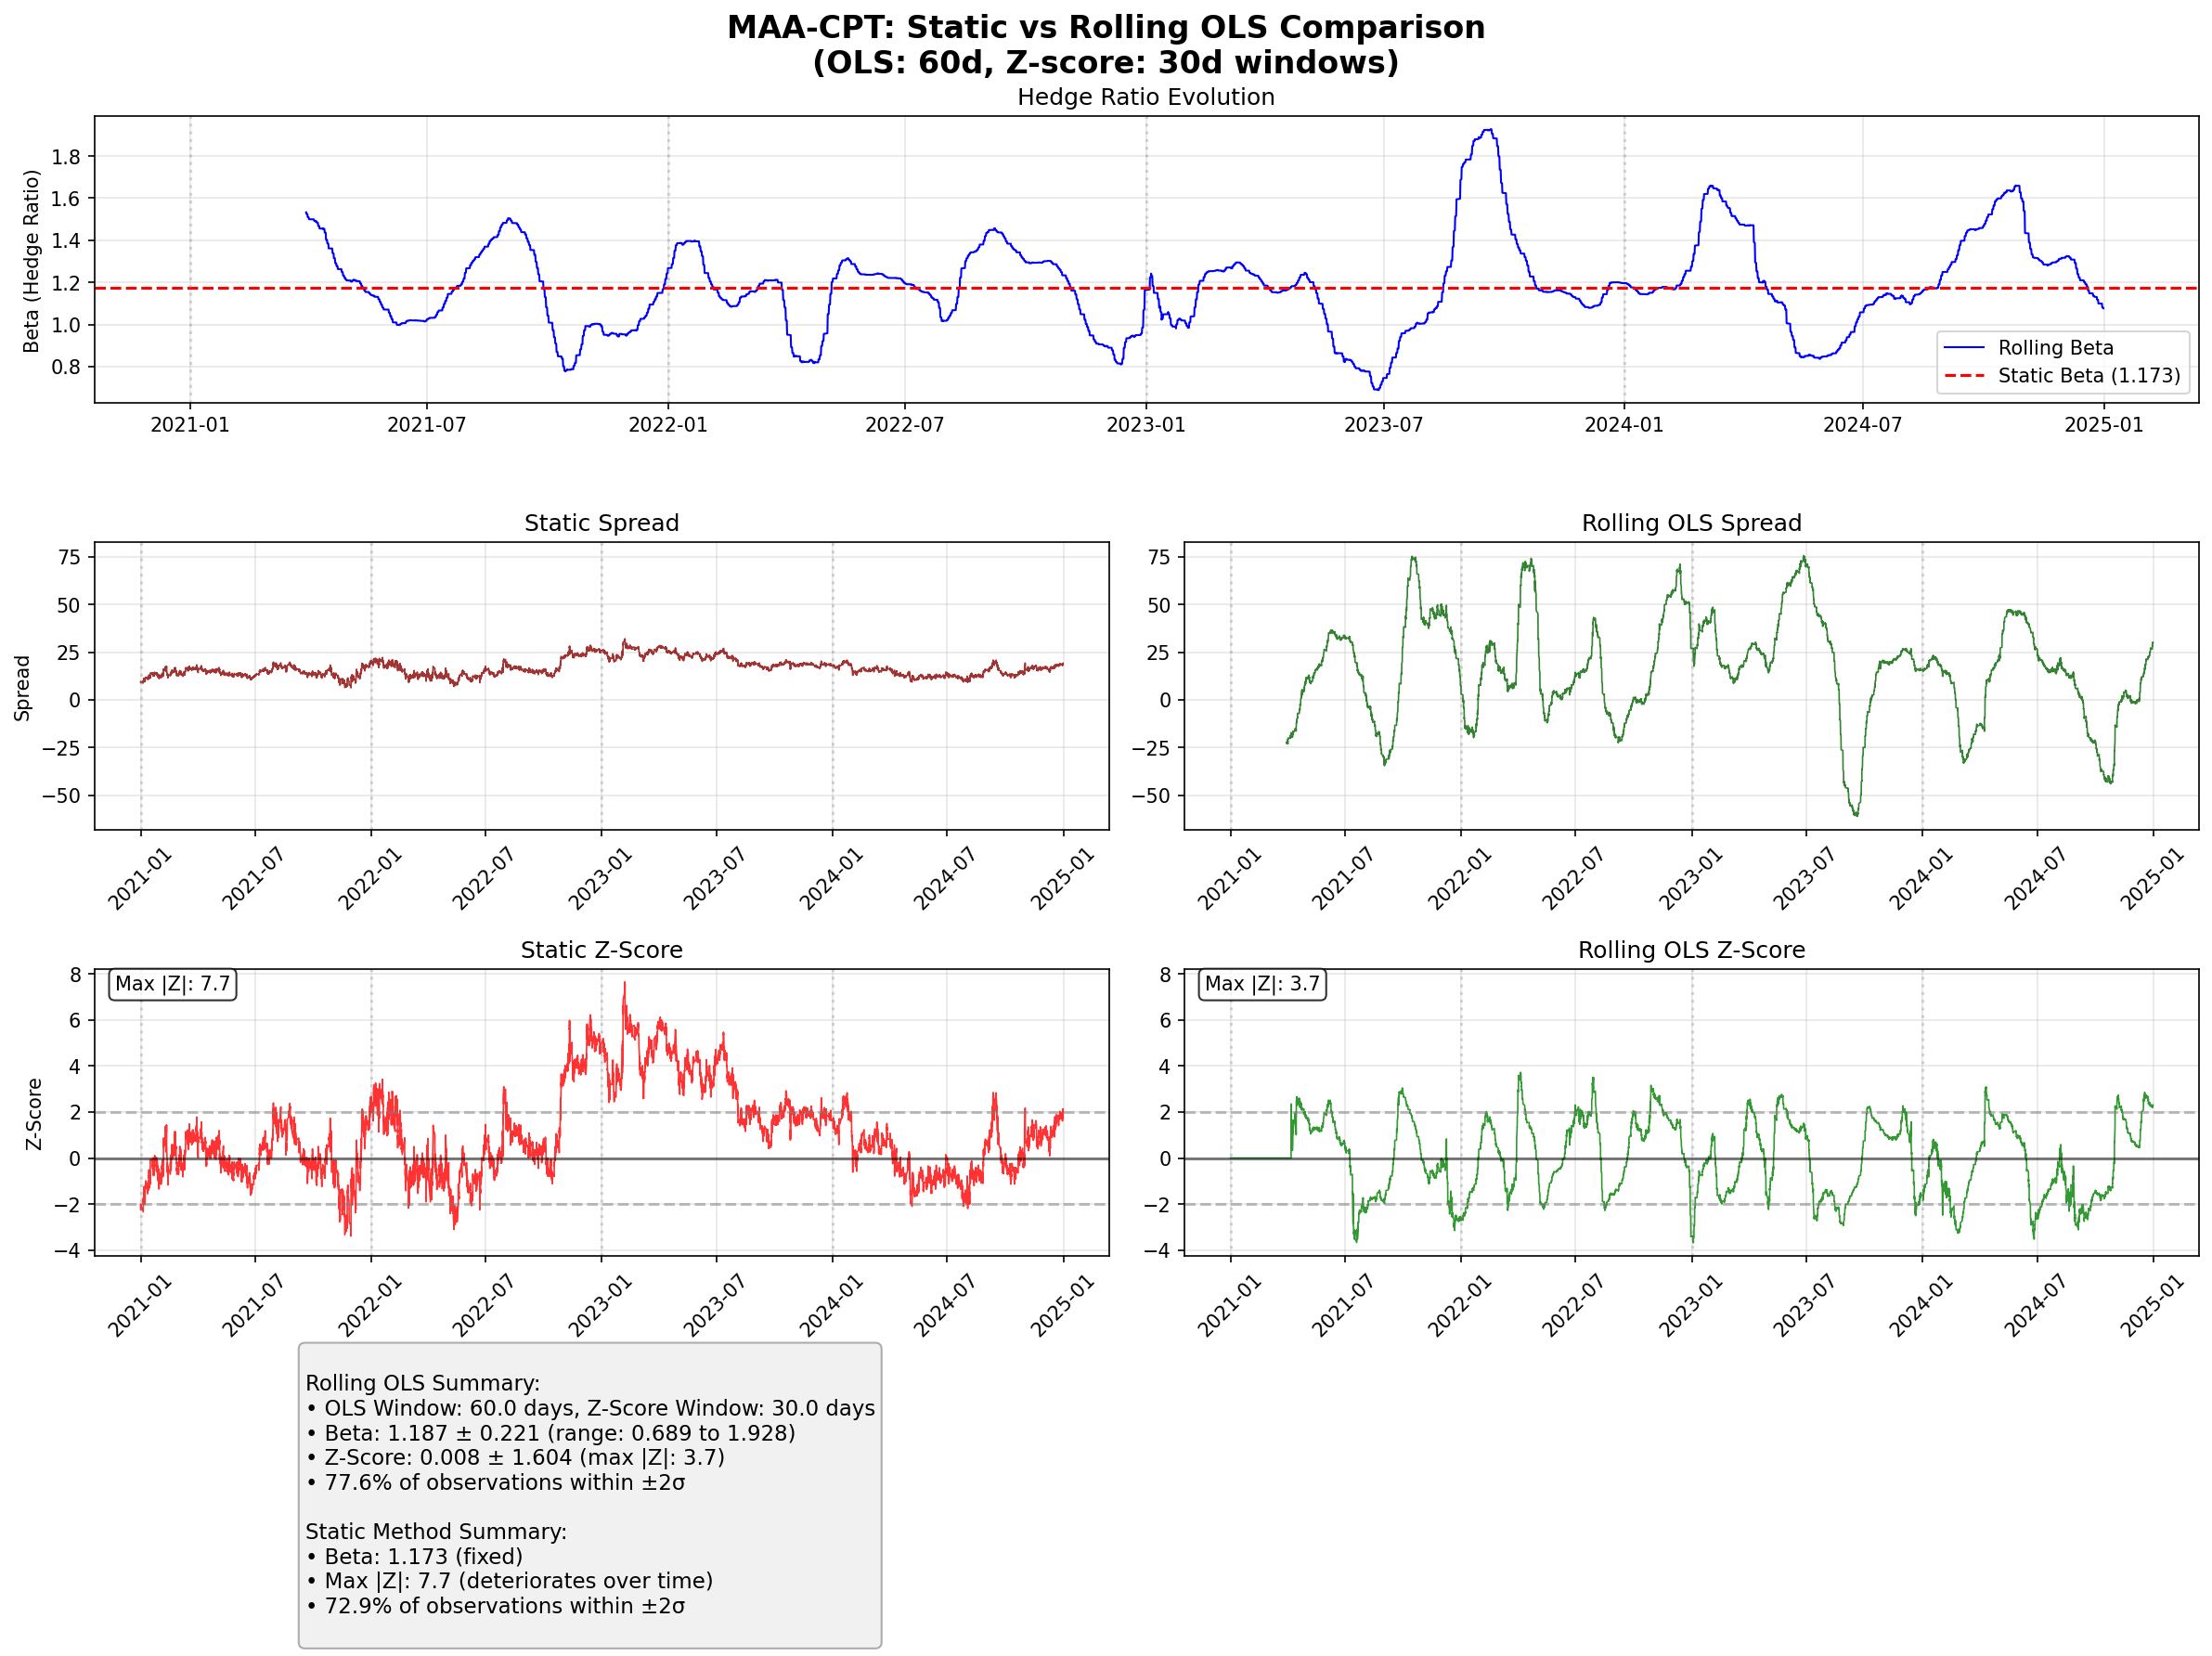 MAA-CPT: Static vs Rolling OLS Comparison
(OLS: 60d, Z-score: 30d windows)
Hedge Ratio Evolution
Beta (Hedge Ratio)
1.8
1.6
1.4
1.2
1.0
0.8
Rolling Beta
Static Beta (1.173)
2021-01 2021-07 2022-01 2022-07 2023-01 2023-07 2024-01 2024-07 2025-01
Static Spread
Spread
75
50
25
0
−25
−50
2021-01 2021-07 2022-01 2022-07 2023-01 2023-07 2024-01 2024-07 2025-01
Rolling OLS Spread
75
50
25
0
−25
−50
2021-01 2021-07 2022-01 2022-07 2023-01 2023-07 2024-01 2024-07 2025-01
Static Z-Score
Z-Score
8
6
4
2
0
−2
−4
Max |Z|: 7.7
2021-01 2021-07 2022-01 2022-07 2023-01 2023-07 2024-01 2024-07 2025-01
Rolling OLS Z-Score
8
6
4
2
0
−2
−4
Max |Z|: 3.7
2021-01 2021-07 2022-01 2022-07 2023-01 2023-07 2024-01 2024-07 2025-01
Rolling OLS Summary:
• OLS Window: 60.0 days, Z-Score Window: 30.0 days
• Beta: 1.187 ± 0.221 (range: 0.689 to 1.928)
• Z-Score: 0.008 ± 1.604 (max |Z|: 3.7)
• 77.6% of observations within ±2σ
Static Method Summary:
• Beta: 1.173 (fixed)
• Max |Z|: 7.7 (deteriorates over time)
• 72.9% of observations within ±2σ